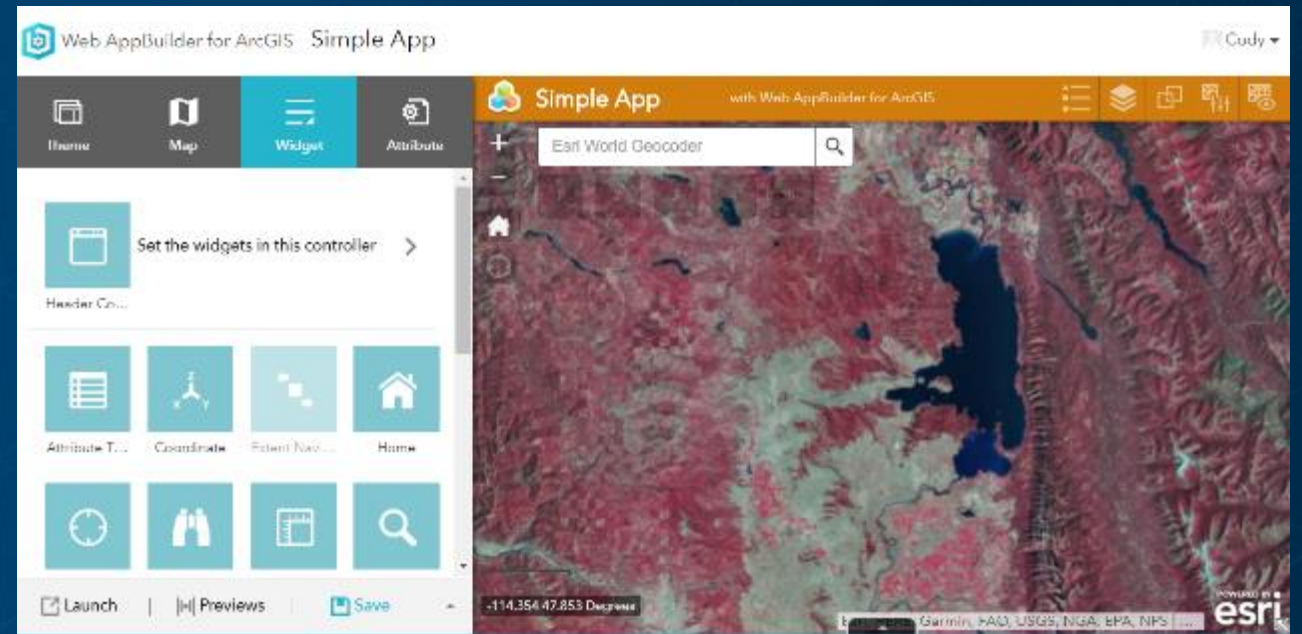 Web AppBuilder for ArcGIS Simple App
Cudy
Theme Map Widget Attribute
Set the widgets in this controller
Header Co...
Attribute T... Coordinate Extent Nav... Home
Launch | Previews Save
Simple App with Web AppBuilder for ArcGIS
Esri World Geocoder
-114.354 47.853 Degrees
Garmin, FAO, USGS, NGA, EPA, NPS | ...
POWERED BY
esri